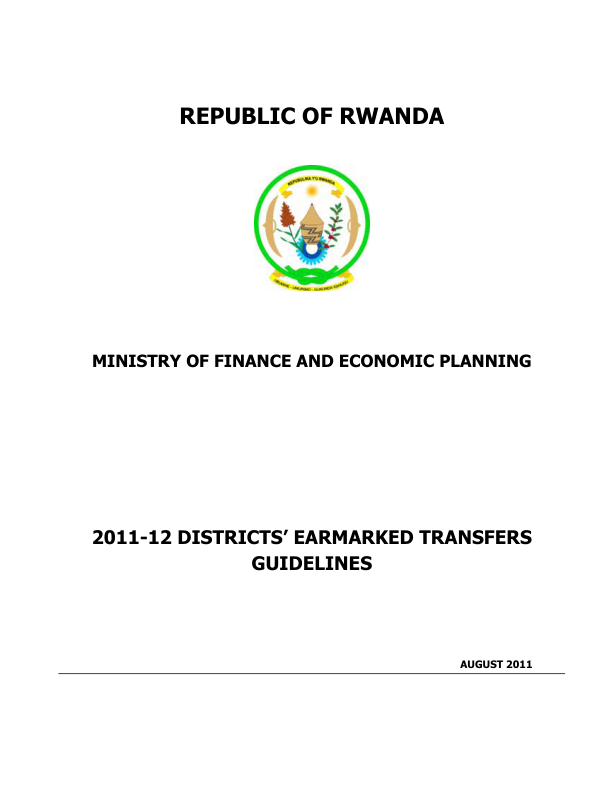 REPUBLIC OF RWANDA
REPUBULIKA Y'U RWANDA
UBUMWE - UMURIMO - GUKUNDA IGIHUGU
MINISTRY OF FINANCE AND ECONOMIC PLANNING
2011-12 DISTRICTS’ EARMARKED TRANSFERS
GUIDELINES
AUGUST 2011